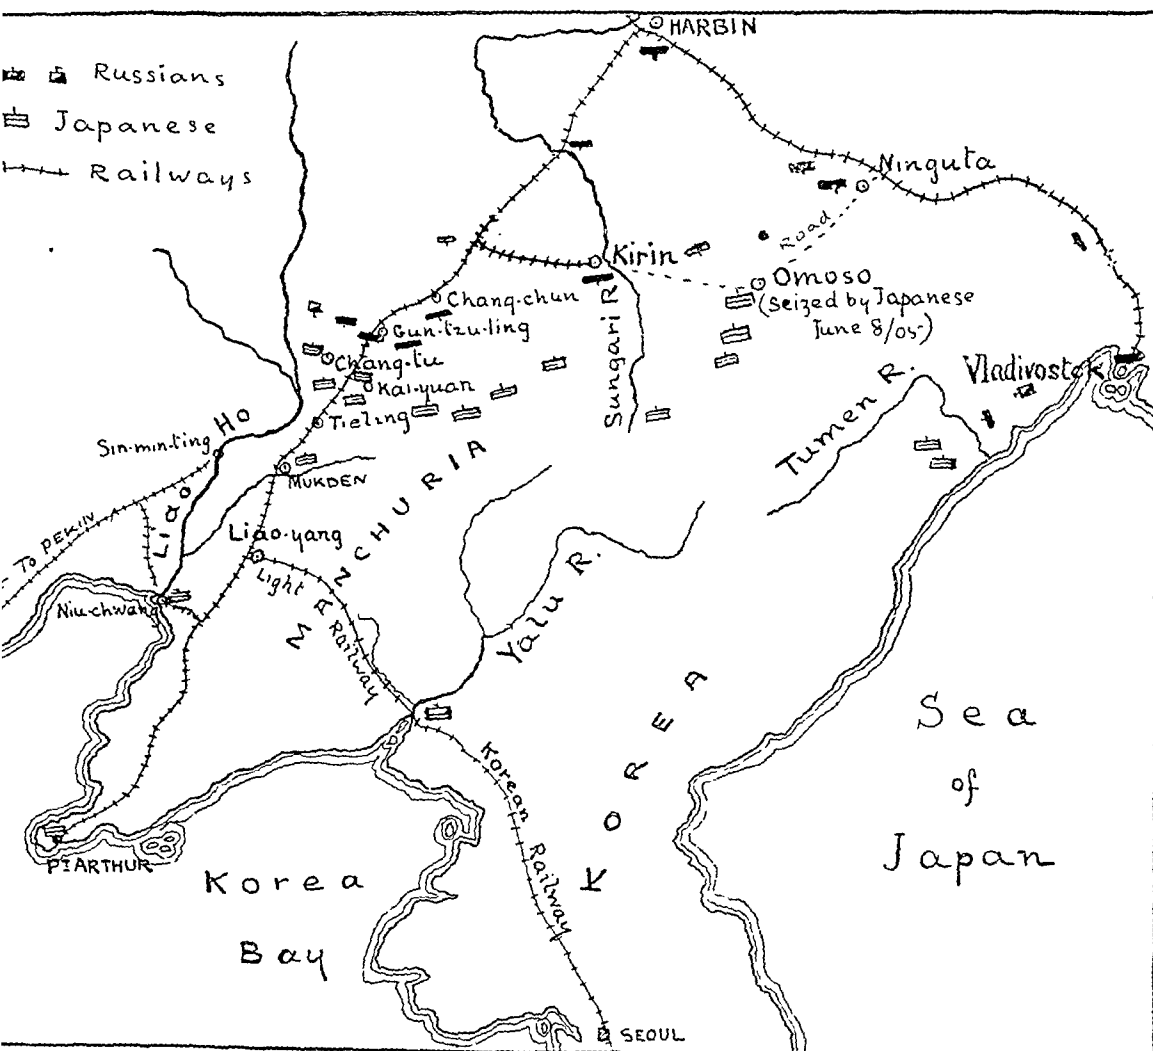 HARBIN
Russians
Japanese
Railways
Ninguta
Road
Kirin
Omoso
(Seized by Japanese
June 8/05-)
Chang-chun
Gun-tzu-ling
Chang-tu
Kai-yuan
Tieling
Sungari R.
Vladivostok
Tumen R.
Sin-min-ting
Liao Ho
MUKDEN
MANCHURIA
To PEKIN
Liao-yang
Light Railway
Niu-chwang
Yalu R.
KOREA
Korean Railway
Sea
of
Japan
PT ARTHUR
Korea
Bay
SEOUL